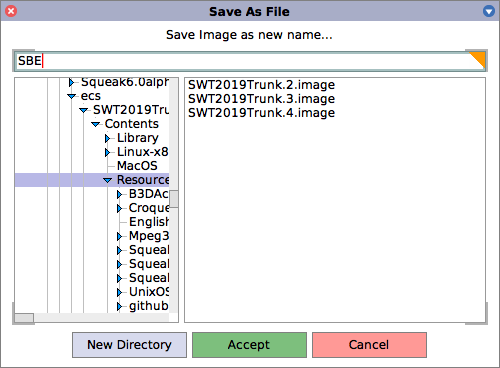 Save As File
Save Image as new name...
SBE
Squeak6.0alph
ecs
SWT2019Tru
Contents
Library
Linux-x8
MacOS
Resource
B3DAc
Croque
English
Mpeg3
Squeal
Squeal
Squeal
UnixOS
github
SWT2019Trunk.2.image
SWT2019Trunk.3.image
SWT2019Trunk.4.image
New Directory
Accept
Cancel